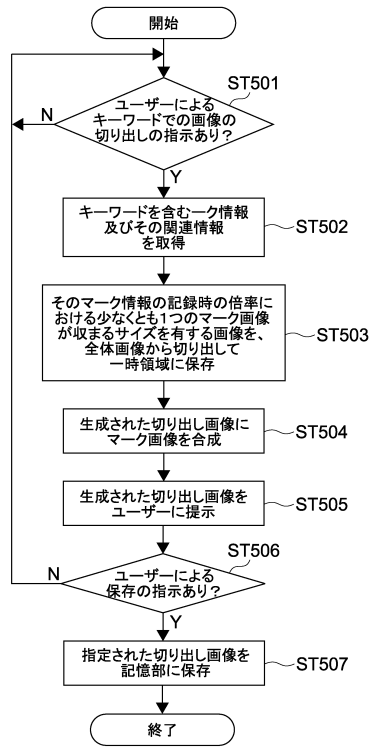 開始
ユーザーによる
キーワードでの画像の
切り出しの指示あり？
ST501
N
Y
キーワードを含むーク情報
及びその関連情報
を取得
ST502
そのマーク情報の記録時の倍率に
おける少なくとも1つのマーク画像
が収まるサイズを有する画像を、
全体画像から切り出して
一時領域に保存
ST503
生成された切り出し画像に
マーク画像を合成
ST504
生成された切り出し画像を
ユーザーに提示
ST505
ユーザーによる
保存の指示あり？
ST506
N
Y
指定された切り出し画像を
記憶部に保存
ST507
終了